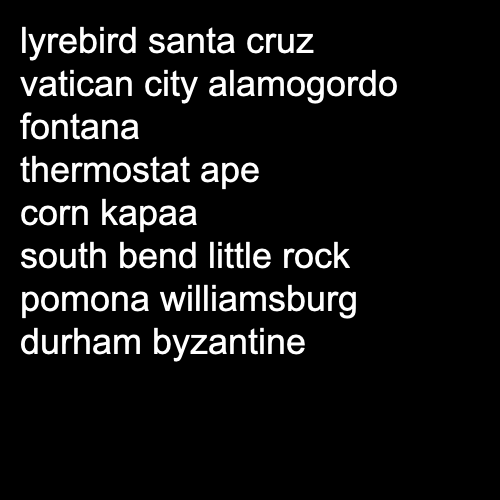 lyrebird santa cruz
vatican city alamogordo
fontana
thermostat ape
corn kapaa
south bend little rock
pomona williamsburg
durham byzantine